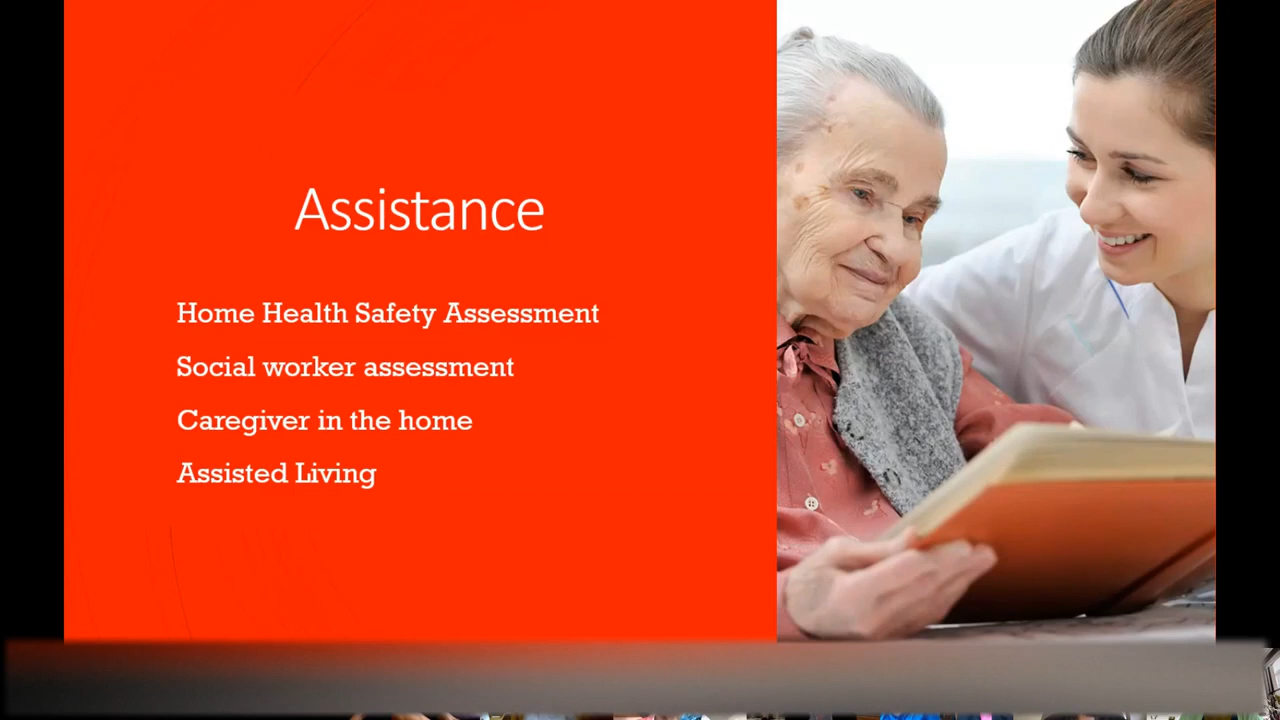 Assistance
Home Health Safety Assessment
Social worker assessment
Caregiver in the home
Assisted Living